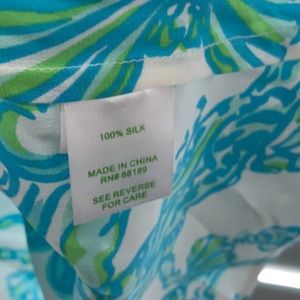 100% SILK
MADE IN CHINA
RN# 88189
SEE REVERSE
FOR CARE